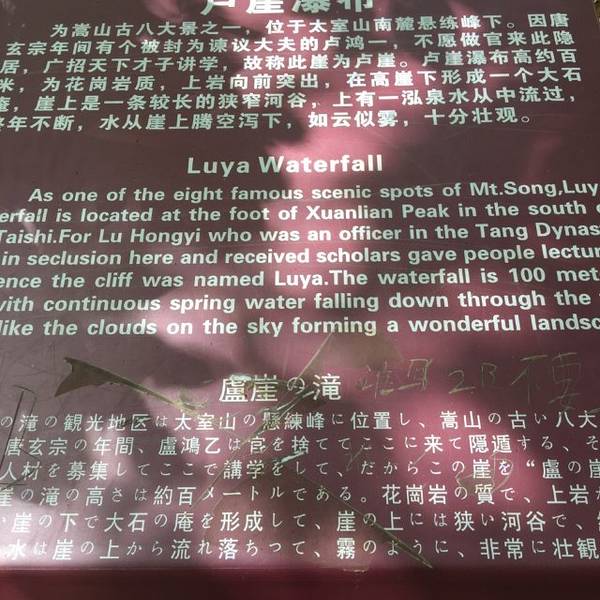 卢崖瀑布
为嵩山古八大景之一，位于太室山南麓悬练峰下。因唐
玄宗年间有个被封为谏议大夫的卢鸿一，不愿做官来此隐
居，广招天下才子讲学，故称此崖为卢崖。卢崖瀑布高约百
米，为花岗岩质，上岩向前突出，在高崖下形成一个大石
庵，崖上是一条较长的狭窄河谷，上有一泓泉水从中流过，
年不断，水从崖上腾空泻下，如云似雾，十分壮观。
Luya Waterfall
As one of the eight famous scenic spots of Mt.Song,Luy
erfall is located at the foot of Xuanlian Peak in the south o
Taishi.For Lu Hongyi who was an officer in the Tang Dynas
in seclusion here and received scholars gave people lectur
ence the cliff was named Luya.The waterfall is 100 met
with continuous spring water falling down through the
like the clouds on the sky forming a wonderful landsc
盧崖の滝
の滝の観光地区は太室山の懸練峰に位置し、嵩山の古い八大
唐玄宗の年間、盧鴻乙は官を捨ててここに来て隠遁する、そ
人材を募集してここで講学をして、だからこの崖を“盧の崖
崖の滝の高さは約百メートルである。花崗岩の質で、上岩
い崖の下で大石の庵を形成して、崖の上には狭い河谷で、
水は崖の上から流れ落ちつて、霧のように、非常に壮観